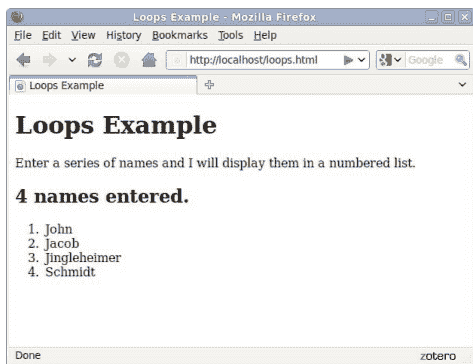 Loops Example - Mozilla Firefox
File Edit View History Bookmarks Tools Help
http://localhost/loops.html Google
Loops Example
Loops Example
Enter a series of names and I will display them in a numbered list.
4 names entered.
1. John
2. Jacob
3. Jingleheimer
4. Schmidt
Done zotero